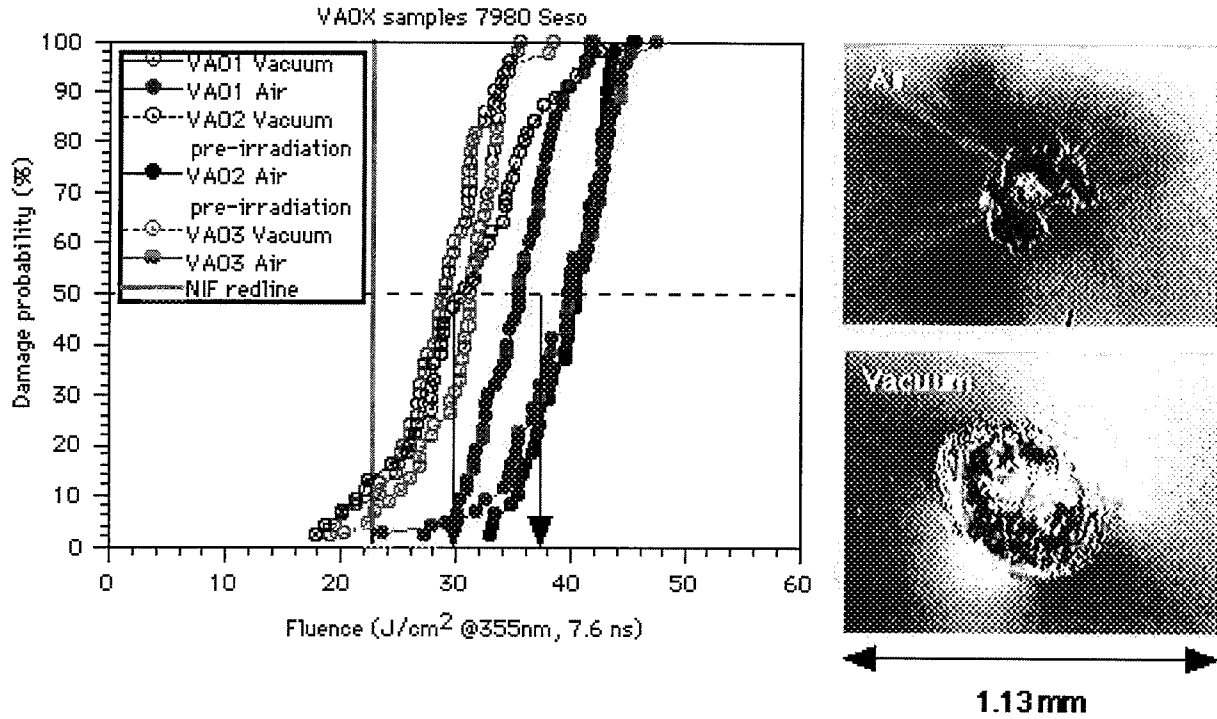 VA0X samples 7980 Seso
VA01 Vacuum
VA01 Air
VA02 Vacuum
pre-irradiation
VA02 Air
pre-irradiation
VA03 Vacuum
VA03 Air
NIF redline
100
90
80
70
60
50
40
30
20
10
0
Damage probability (%)
0 10 20 30 40 50 60
Fluence (J/cm2 @355nm, 7.6 ns)
Air
Vacuum
1.13mm